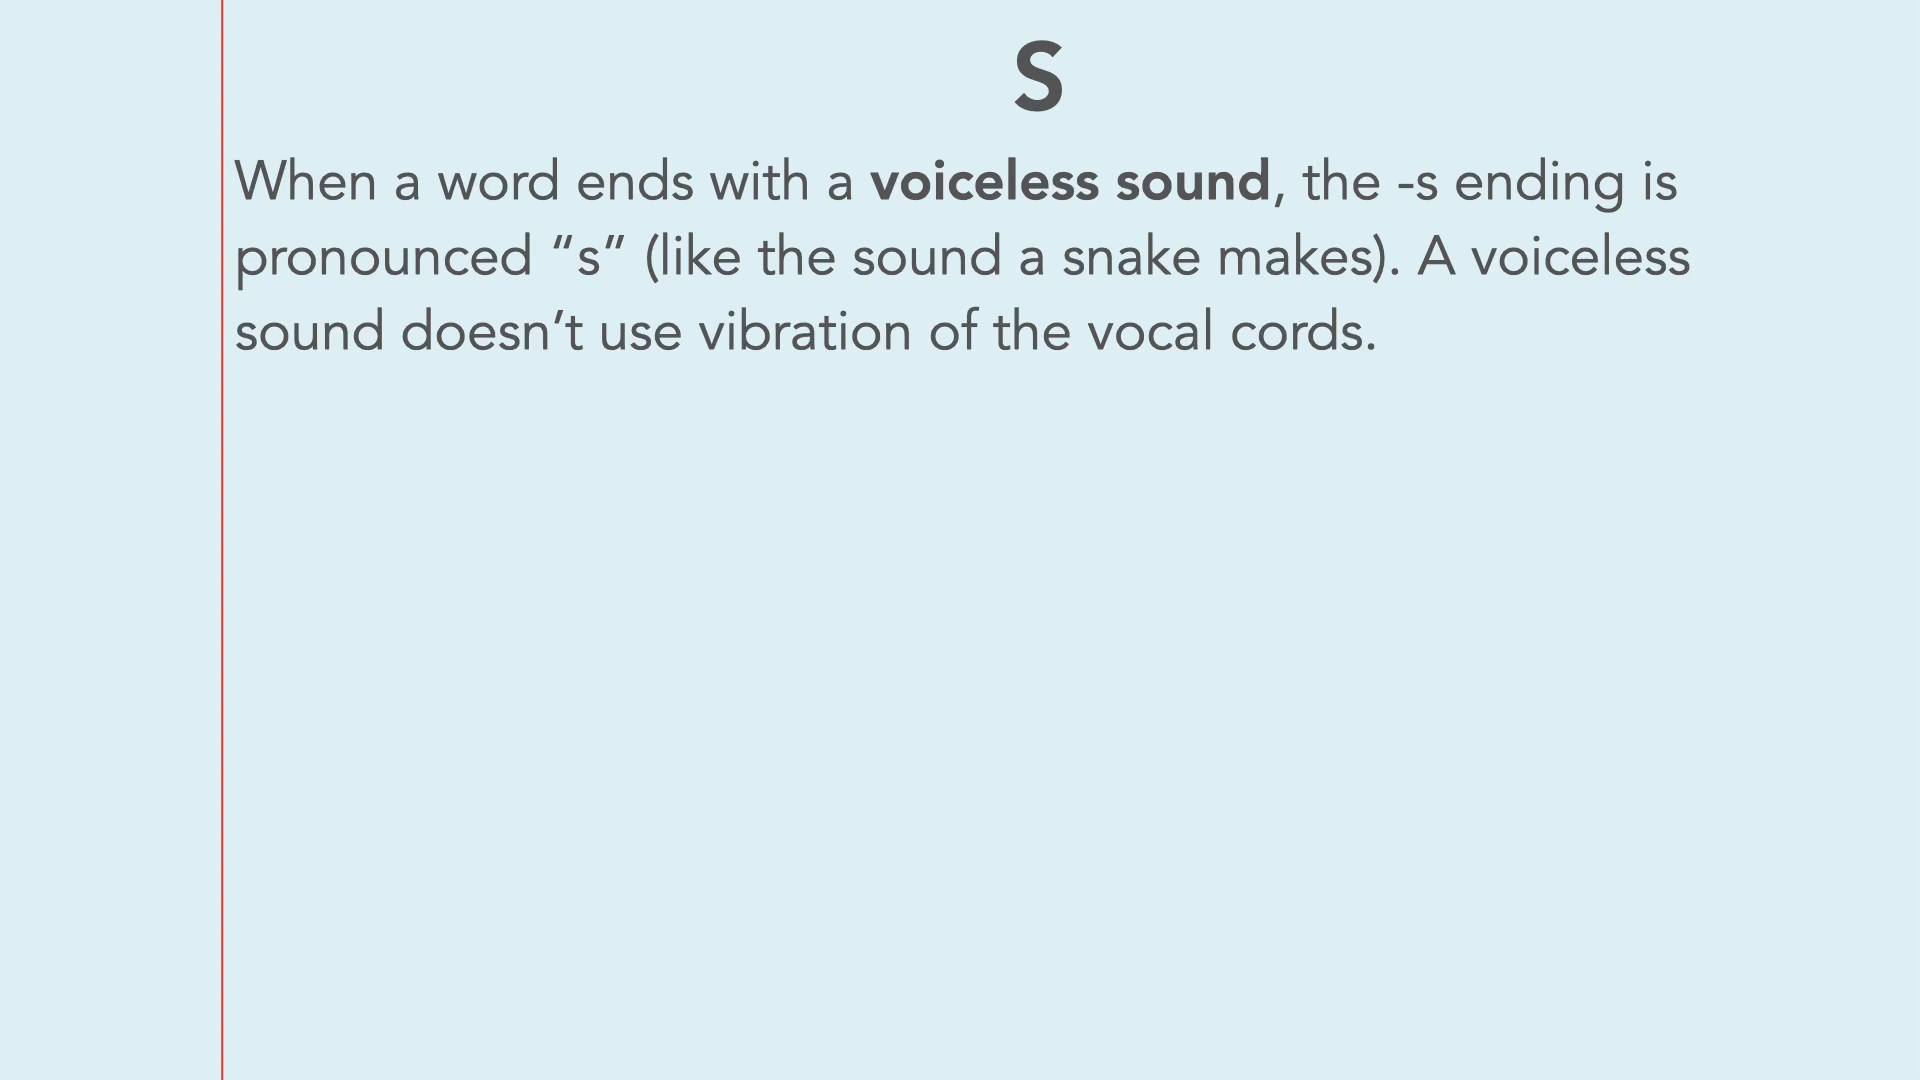 S
When a word ends with a voiceless sound, the -s ending is
pronounced “s” (like the sound a snake makes). A voiceless
sound doesn’t use vibration of the vocal cords.